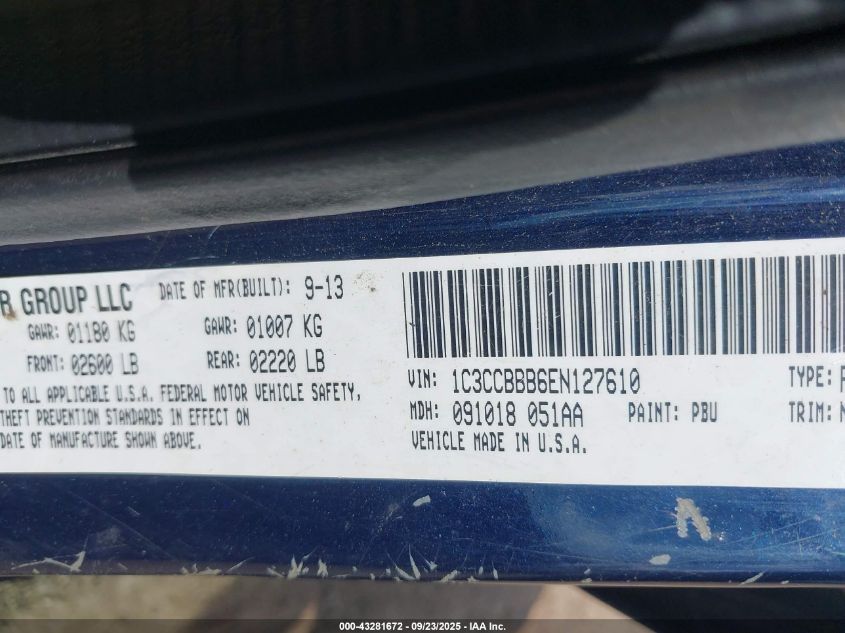 R GROUP LLC DATE OF MFR(BUILT): 9-13
GAWR: 01180 KG GAWR: 01007 KG
FRONT: 02600 LB REAR: 02220 LB
TO ALL APPLICABLE U.S.A. FEDERAL MOTOR VEHICLE SAFETY,
THEFT PREVENTION STANDARDS IN EFFECT ON
DATE OF MANUFACTURE SHOWN ABOVE.
VIN: 1C3CCBBB6EN127610 TYPE:
MDH: 091018 051AA PAINT: PBU TRIM:
VEHICLE MADE IN U.S.A.
000-43281672 - 09/23/2025 - IAA Inc.